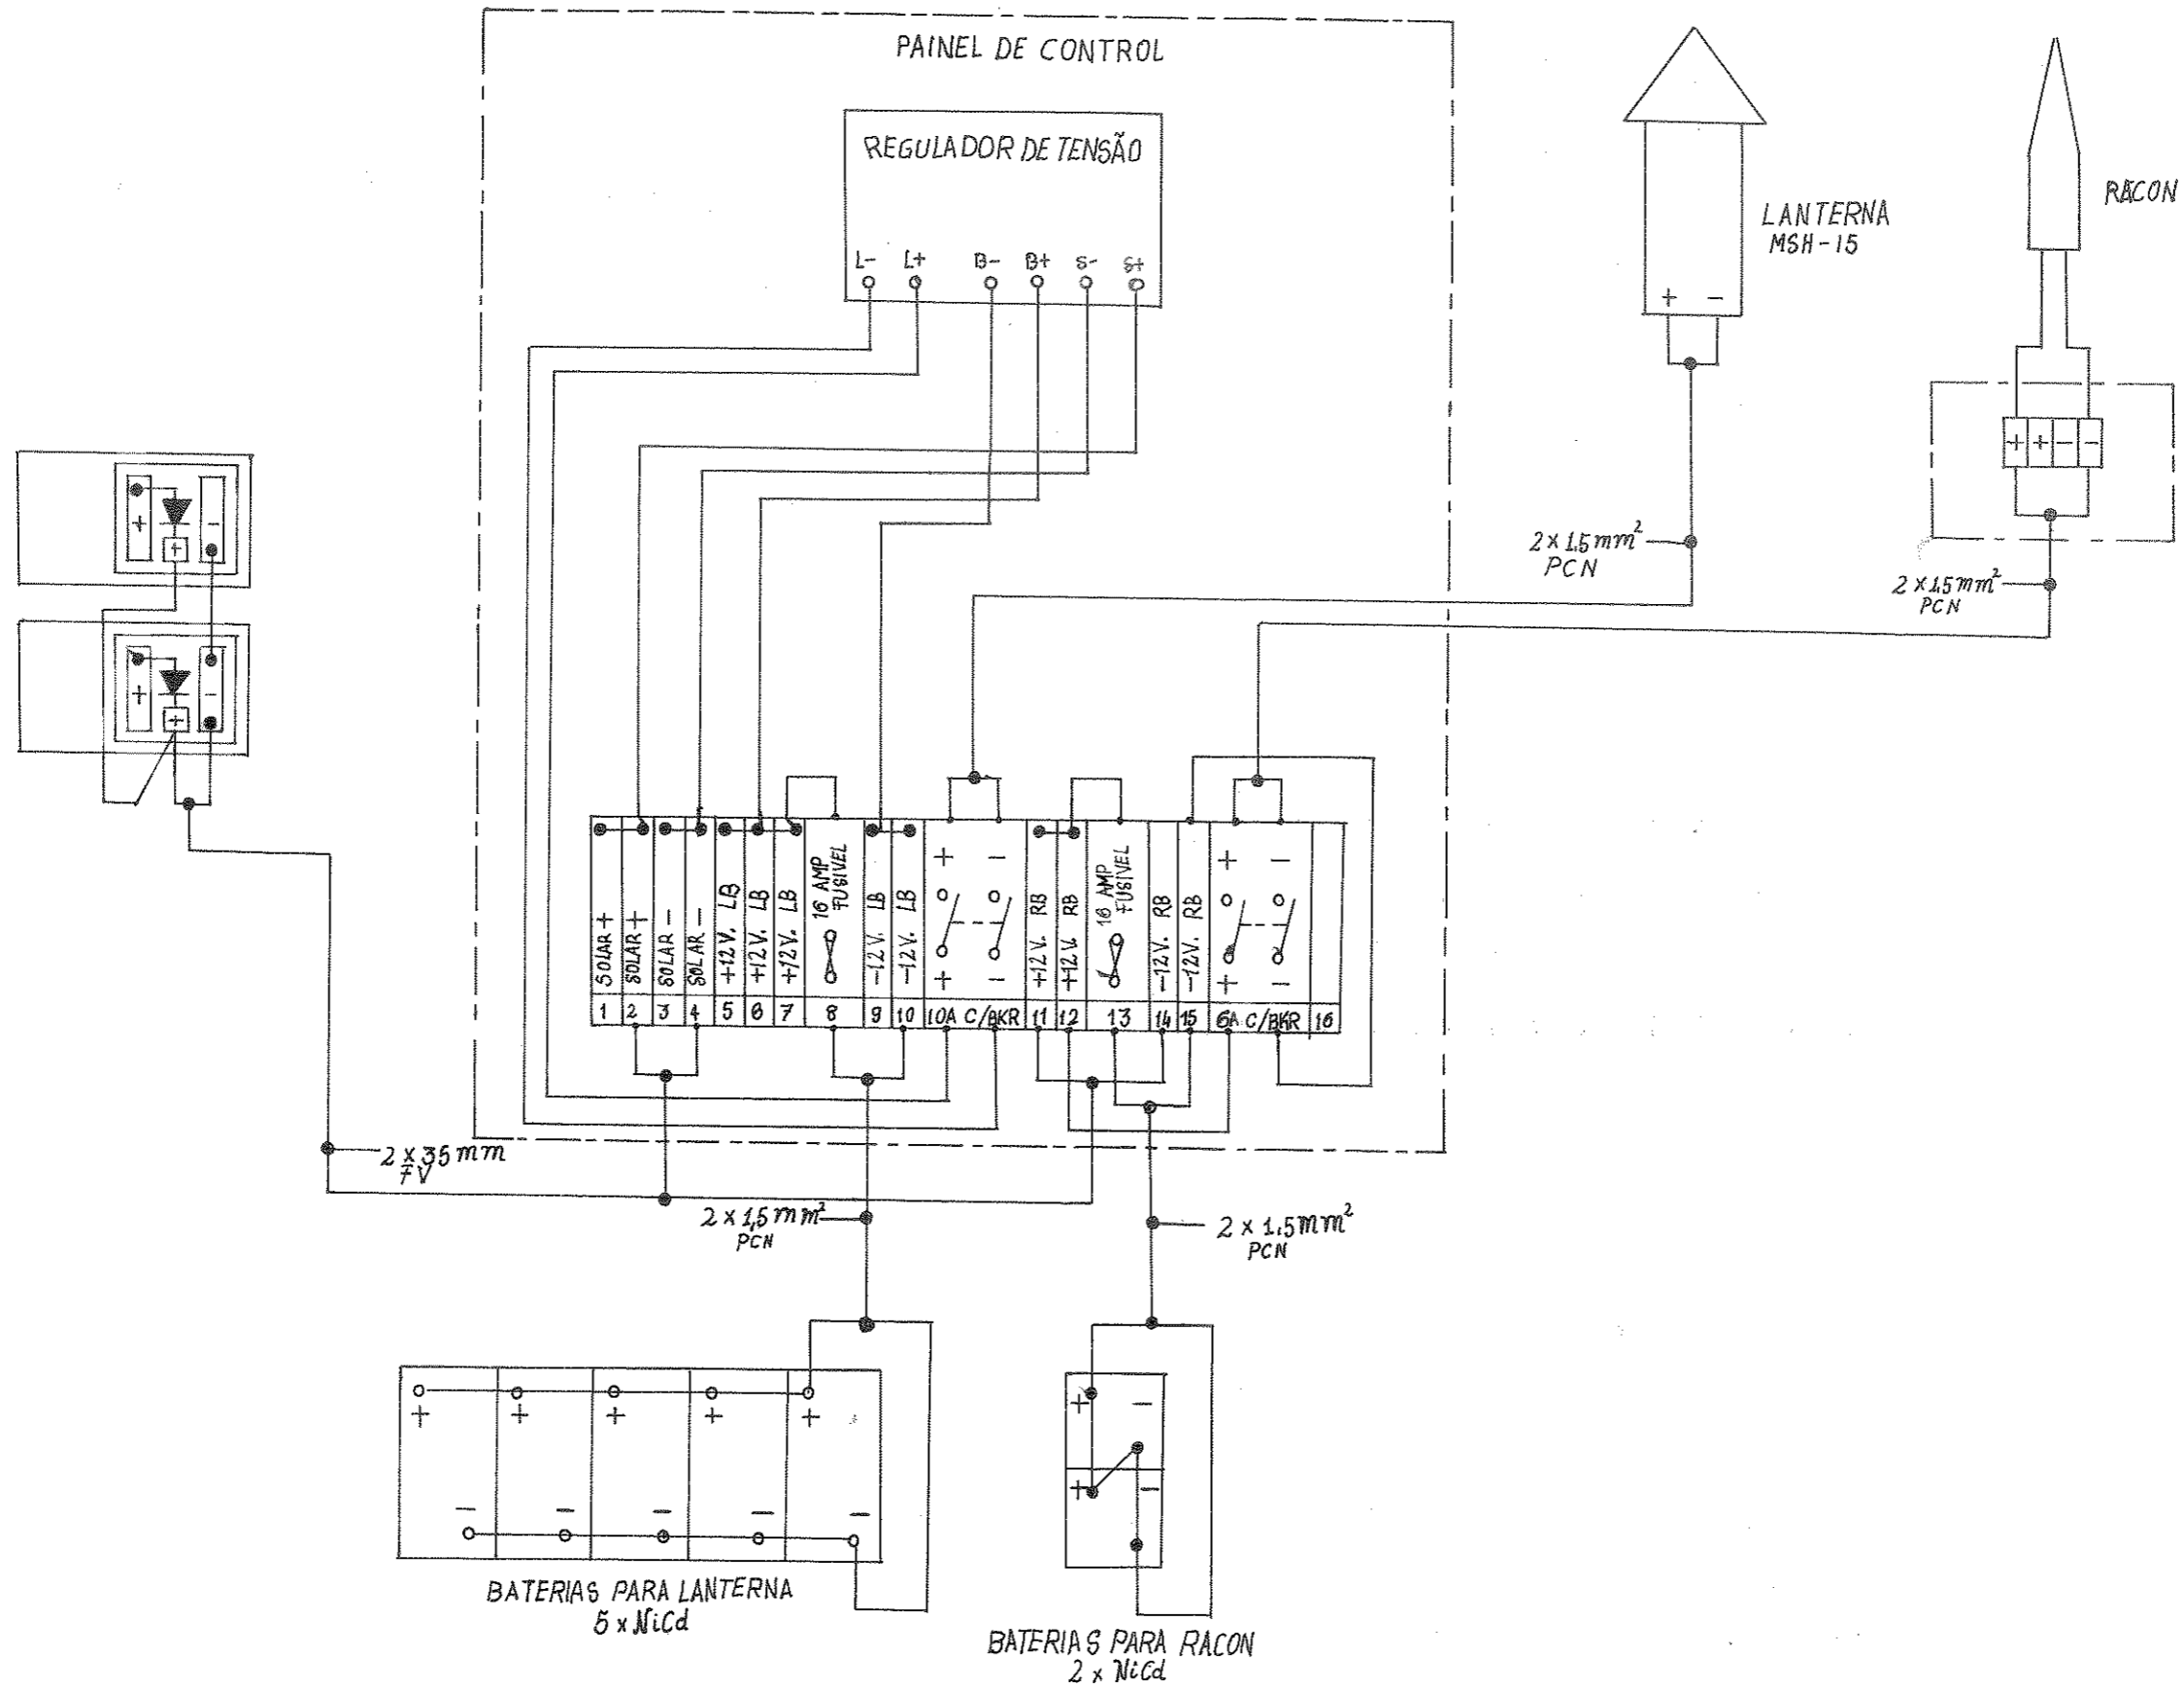 PAINEL DE CONTROL
REGULADOR DE TENSÃO
L- L+ B- B+ S- S+
LANTERNA
MSH-15
+ -
RACON
+ + - -
2 x 1.5 mm²
PCN
2 x 1.5 mm²
PCN
+ -
+
+ -
+
SOLAR +
SOLAR +
SOLAR -
SOLAR -
+12V. LB
+12V. LB
+12V. LB
16 AMP
FUSIVEL
-12V. LB
-12V. LB
+ -
+ -
+12V. RB
+12V. RB
16 AMP
FUSIVEL
-12V. RB
-12V. RB
+ -
+ -
1 2 3 4 5 6 7 8 9 10 10A C/BKR 11 12 13 14 15 6A C/BKR 16
2 x 35 mm
FV
2 x 1,5 mm²
PCN
2 x 1.5 mm²
PCN
+ + + + +
- - - - -
BATERIAS PARA LANTERNA
5 x NiCd
+ -
+ -
BATERIAS PARA RACON
2 x NiCd